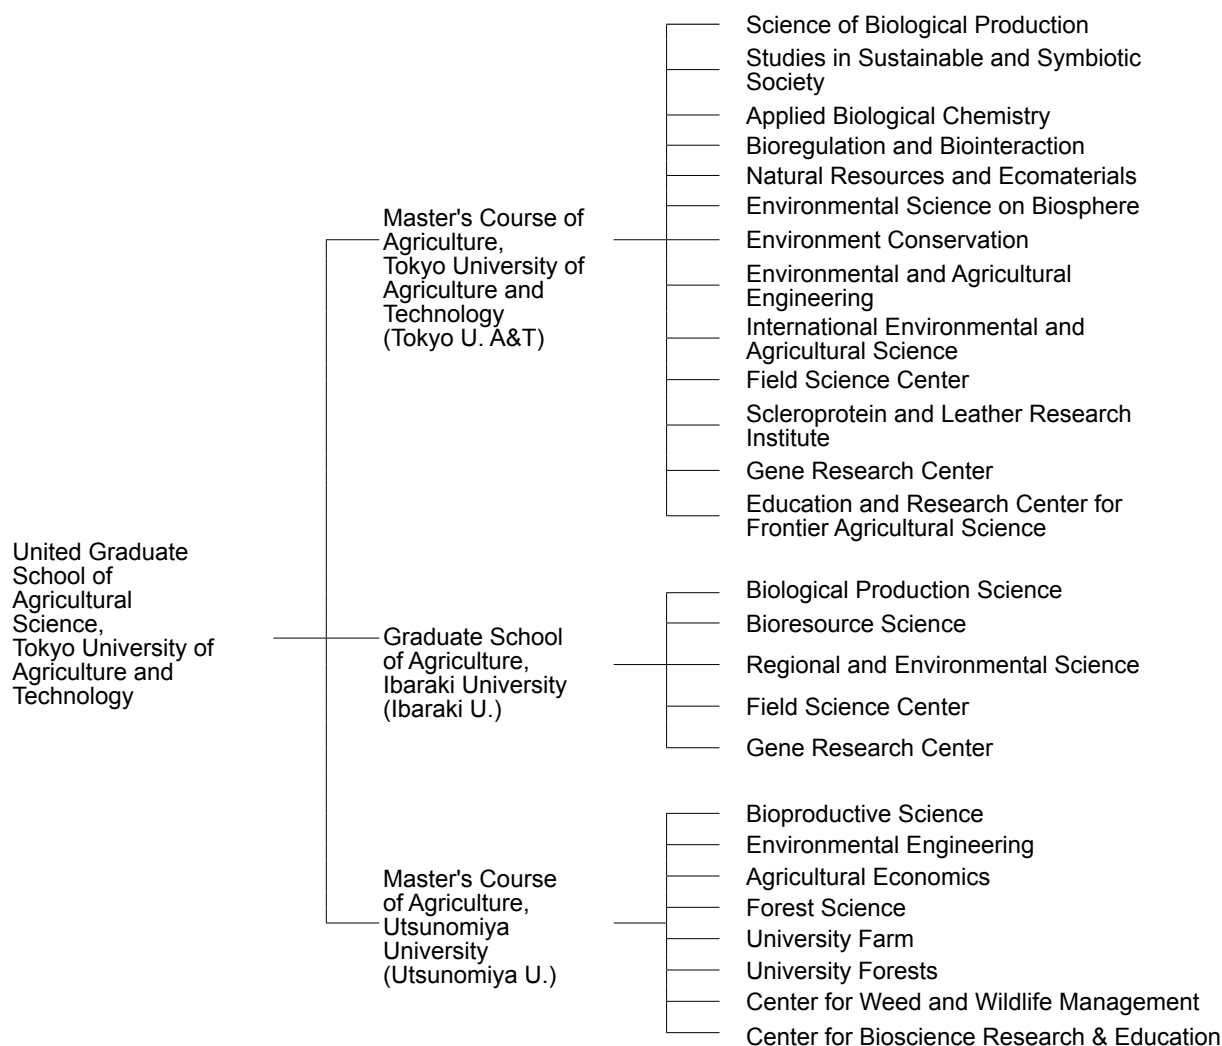 United Graduate
School of
Agricultural
Science,
Tokyo University of
Agriculture and
Technology
Master's Course of
Agriculture,
Tokyo University of
Agriculture and
Technology
(Tokyo U. A&T)
Science of Biological Production
Studies in Sustainable and Symbiotic
Society
Applied Biological Chemistry
Bioregulation and Biointeraction
Natural Resources and Ecomaterials
Environmental Science on Biosphere
Environment Conservation
Environmental and Agricultural
Engineering
International Environmental and
Agricultural Science
Field Science Center
Scleroprotein and Leather Research
Institute
Gene Research Center
Education and Research Center for
Frontier Agricultural Science
Graduate School
of Agriculture,
Ibaraki University
(Ibaraki U.)
Biological Production Science
Bioresource Science
Regional and Environmental Science
Field Science Center
Gene Research Center
Master's Course
of Agriculture,
Utsunomiya
University
(Utsunomiya U.)
Bioproductive Science
Environmental Engineering
Agricultural Economics
Forest Science
University Farm
University Forests
Center for Weed and Wildlife Management
Center for Bioscience Research & Education